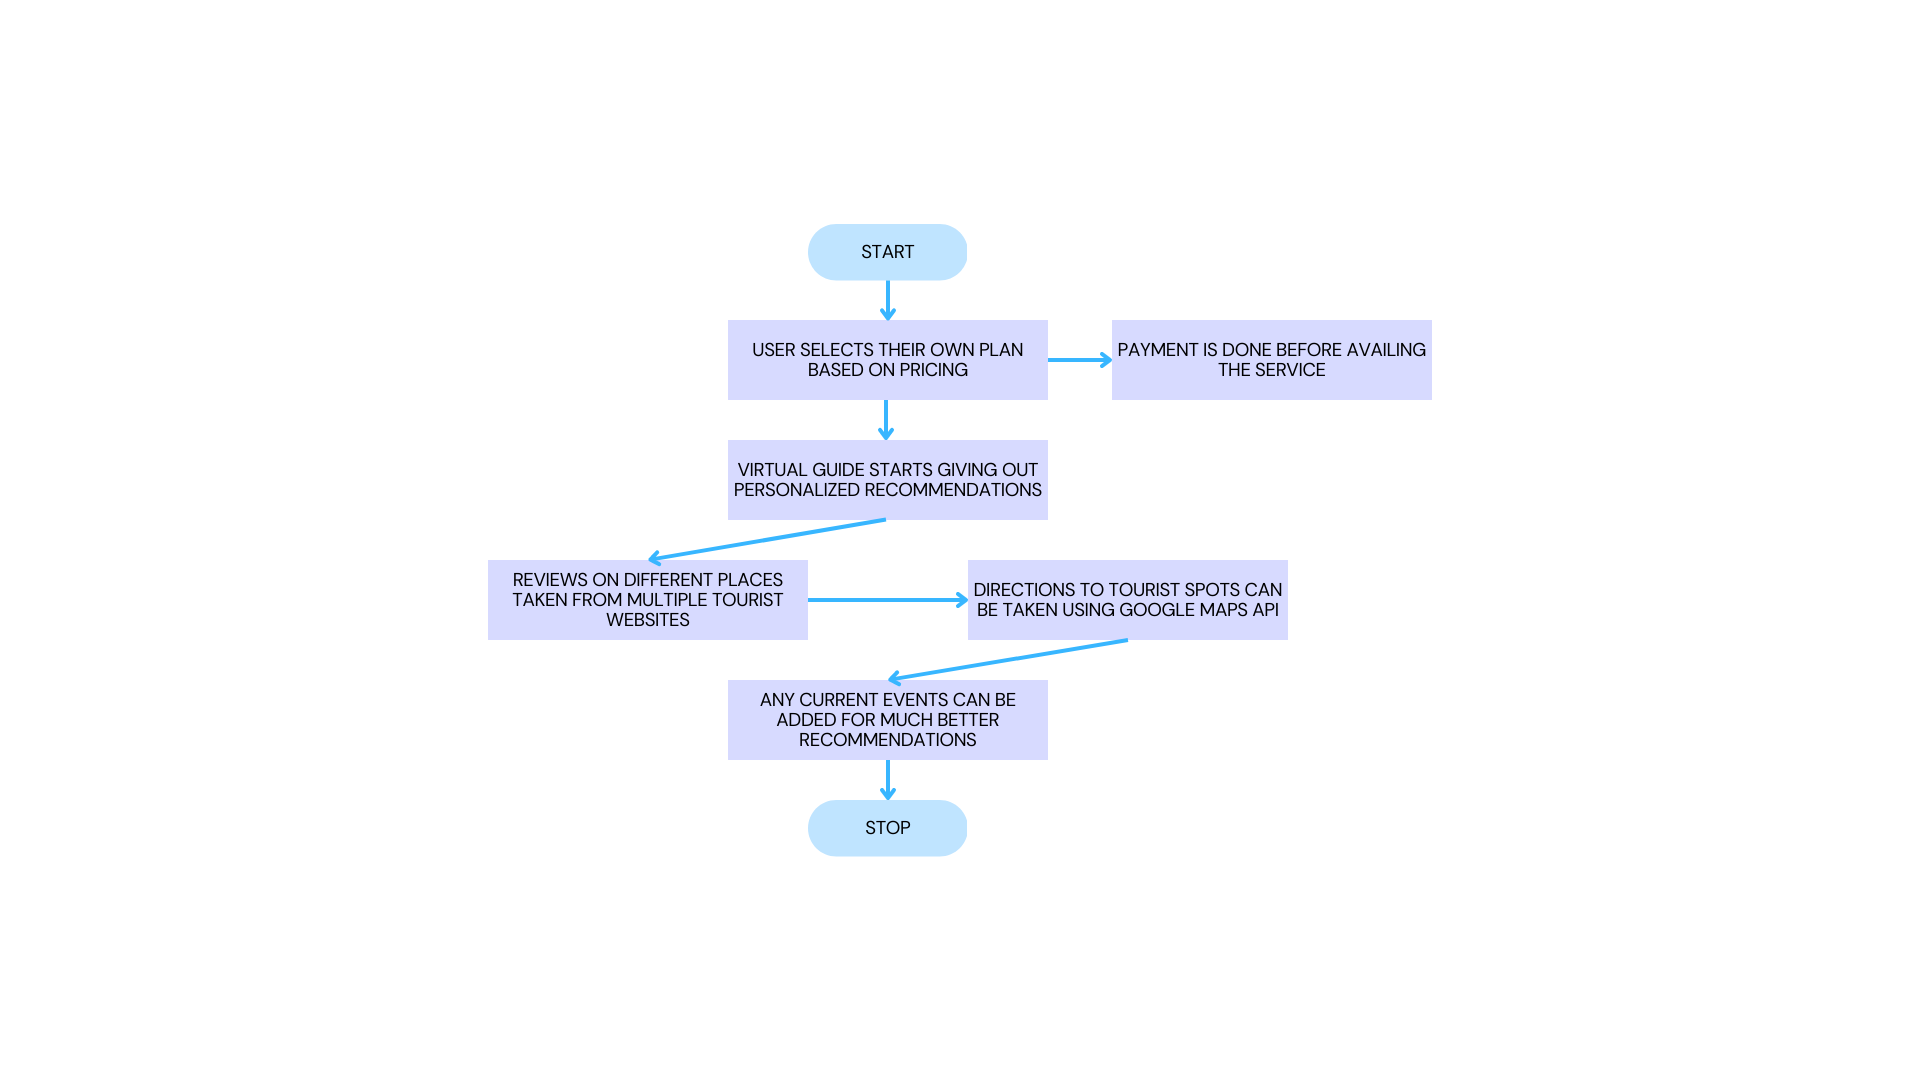 START
USER SELECTS THEIR OWN PLAN
BASED ON PRICING
PAYMENT IS DONE BEFORE AVAILING
THE SERVICE
VIRTUAL GUIDE STARTS GIVING OUT
PERSONALIZED RECOMMENDATIONS
REVIEWS ON DIFFERENT PLACES
TAKEN FROM MULTIPLE TOURIST
WEBSITES
DIRECTIONS TO TOURIST SPOTS CAN
BE TAKEN USING GOOGLE MAPS API
ANY CURRENT EVENTS CAN BE
ADDED FOR MUCH BETTER
RECOMMENDATIONS
STOP